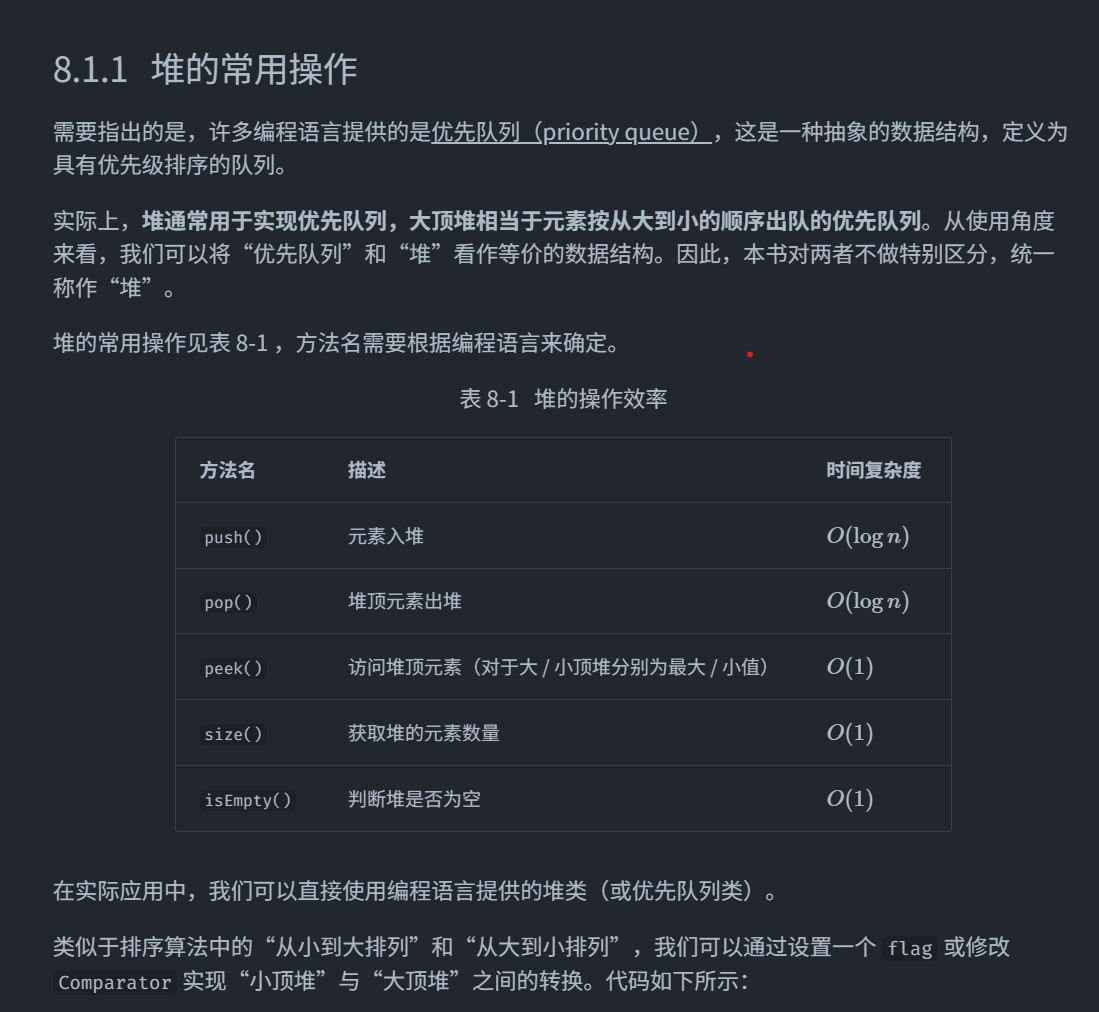 8.1.1 堆的常用操作
需要指出的是，许多编程语言提供的是优先队列（priority queue），这是一种抽象的数据结构，定义为
具有优先级排序的队列。
实际上，堆通常用于实现优先队列，大顶堆相当于元素按从大到小的顺序出队的优先队列。从使用角度
来看，我们可以将“优先队列”和“堆”看作等价的数据结构。因此，本书对两者不做特别区分，统一
称作“堆”。
堆的常用操作见表 8-1 ，方法名需要根据编程语言来确定。
表 8-1 堆的操作效率
方法名 描述 时间复杂度
push() 元素入堆 O(log n)
pop() 堆顶元素出堆 O(log n)
peek() 访问堆顶元素（对于大 / 小顶堆分别为最大 / 小值） O(1)
size() 获取堆的元素数量 O(1)
isEmpty() 判断堆是否为空 O(1)
在实际应用中，我们可以直接使用编程语言提供的堆类（或优先队列类）。
类似于排序算法中的“从小到大排列”和“从大到小排列”，我们可以通过设置一个 flag 或修改
Comparator 实现“小顶堆”与“大顶堆”之间的转换。代码如下所示：